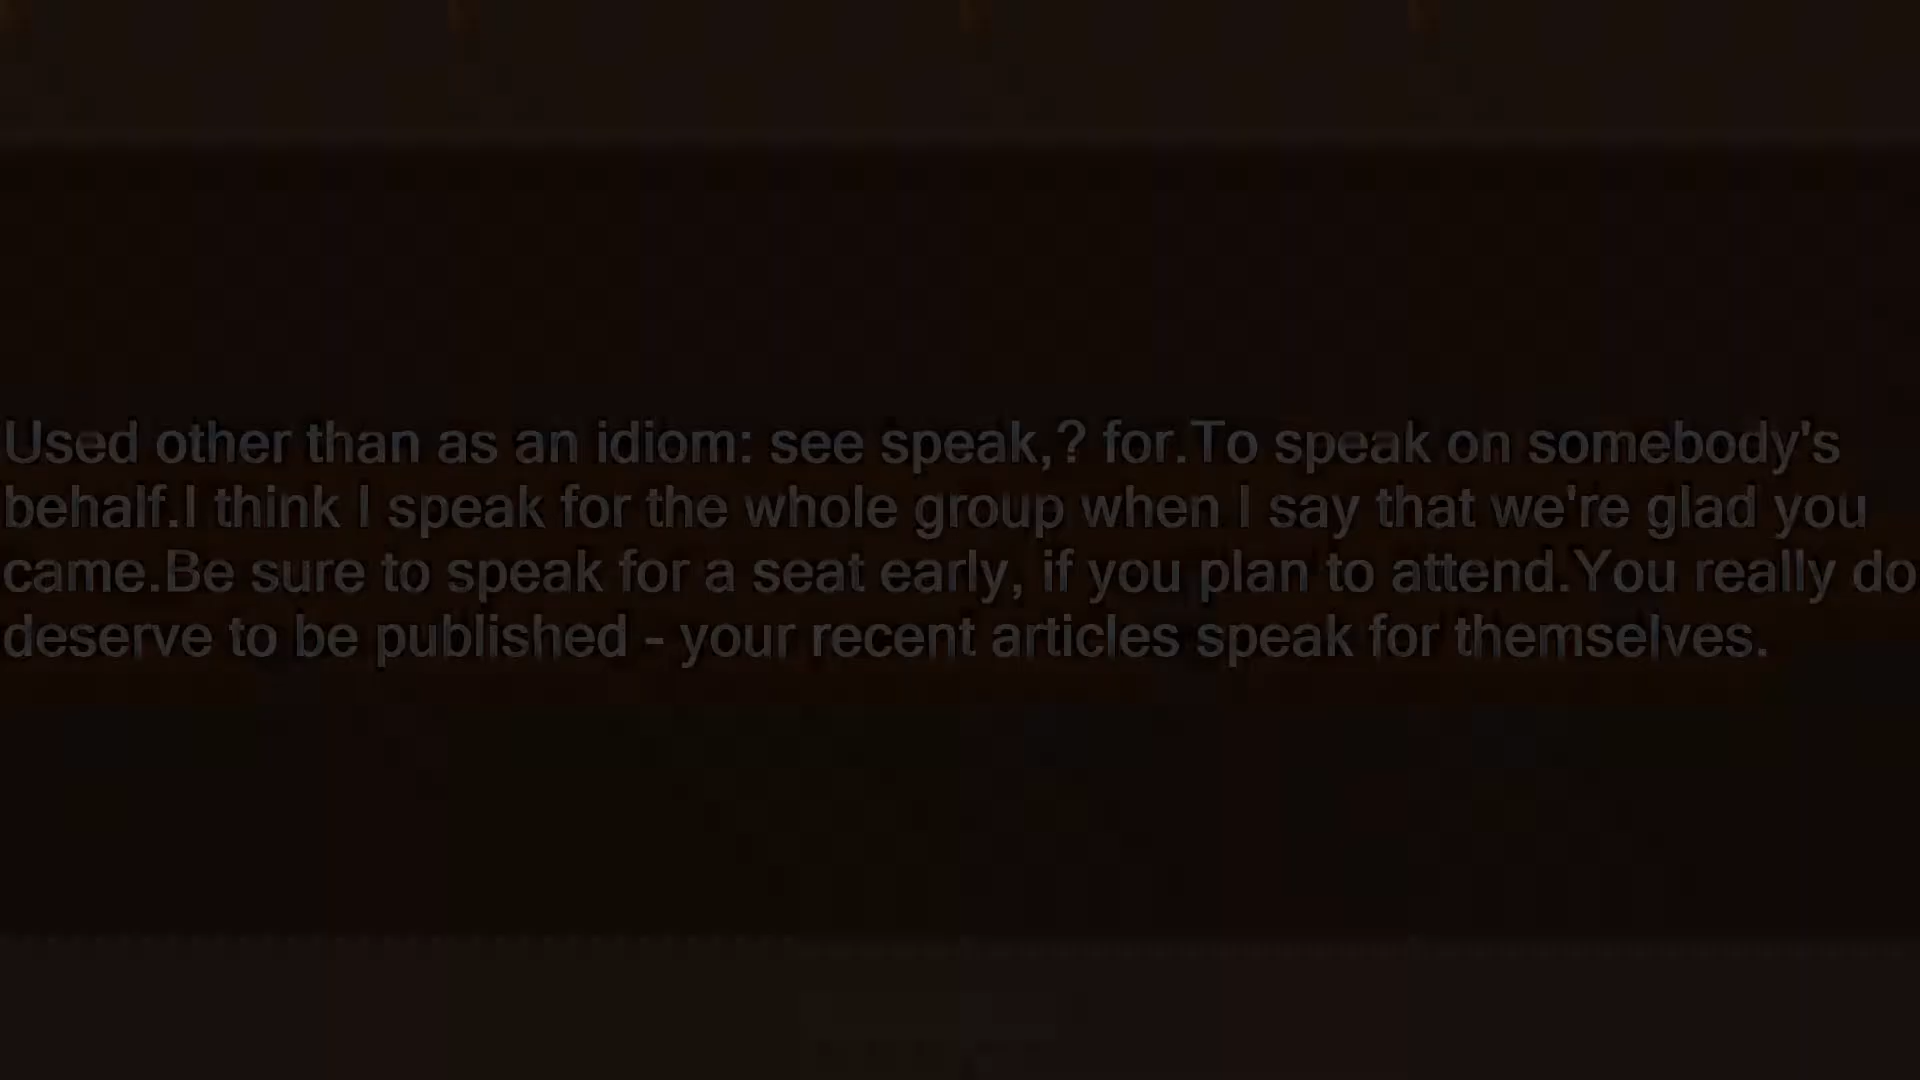 Used other than as an idiom: see speak,? for.To speak on somebody's
behalf.I think I speak for the whole group when I say that we're glad you
came.Be sure to speak for a seat early, if you plan to attend.You really do
deserve to be published - your recent articles speak for themselves.